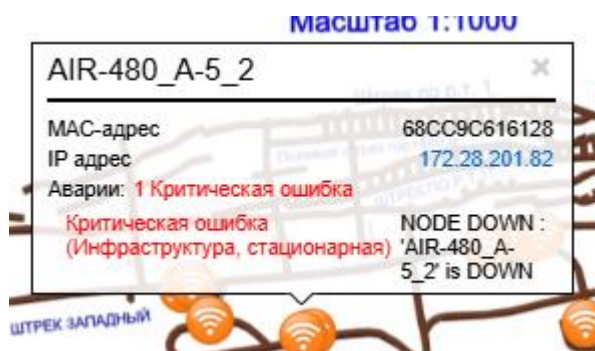 Масштаб 1:1000
AIR-480_A-5_2 ×
МАС-адрес 68CC9C616128
IP адрес 172.28.201.82
Аварии: 1 Критическая ошибка
Критическая ошибка NODE DOWN :
(Инфраструктура, стационарная) 'AIR-480_A-
5_2' is DOWN
ШТРЕК ЗАПАДНЫЙ